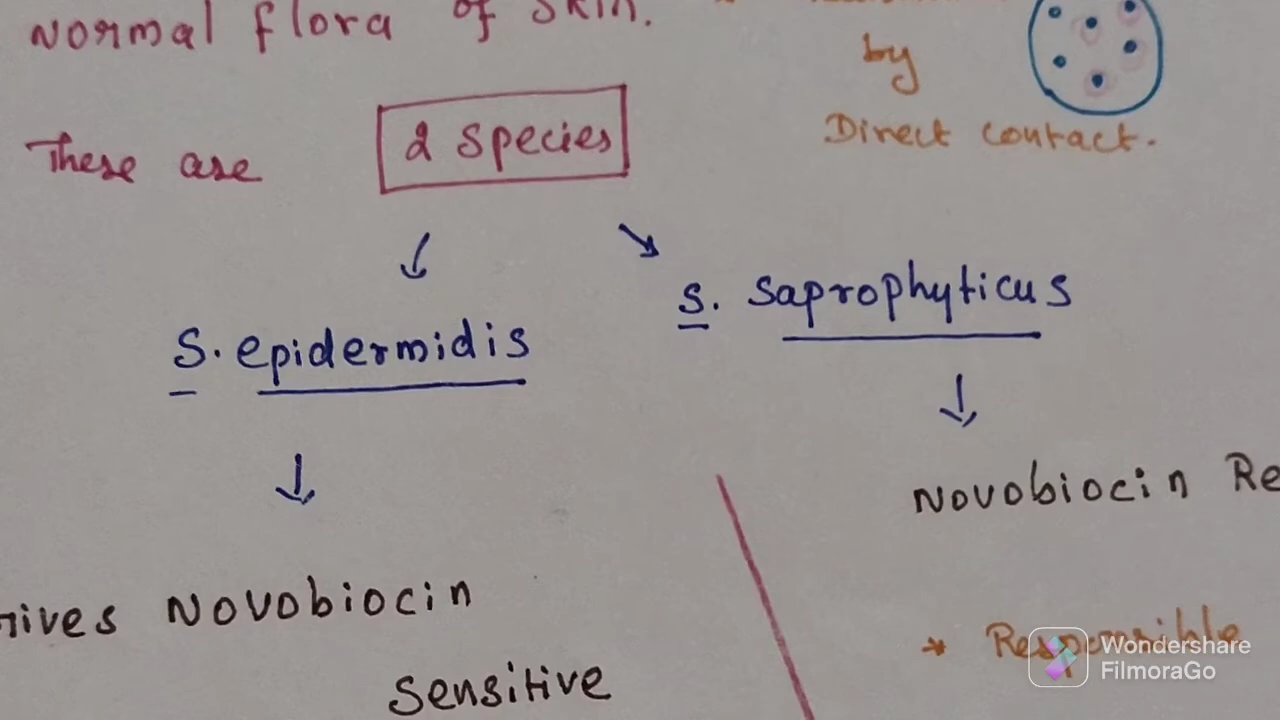 Normal flora of skin.
by
Direct contact.
These are 2 species
S. epidermidis
S. saprophyticus
Novobiocin Re
Novobiocin
sensitive
* Responsible
Wondershare
FilmoraGo